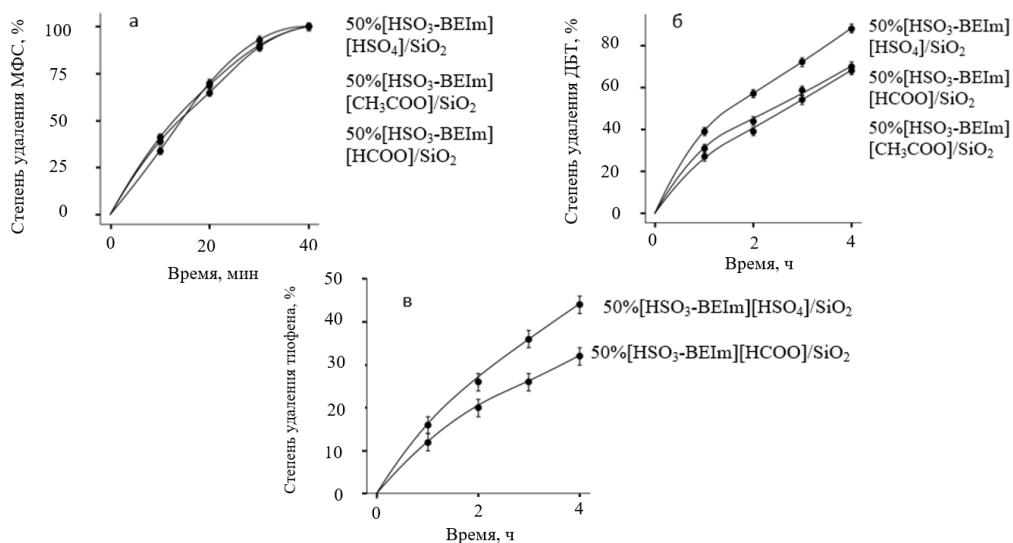 а
Степень удаления МФС, %
100
75
50
25
0
0
20
40
Время, мин
50%[HSO₃-BEIm]
[HSO₄]/SiO₂
50%[HSO₃-BEIm]
[CH₃COO]/SiO₂
50%[HSO₃-BEIm]
[HCOO]/SiO₂
б
Степень удаления ДБТ, %
80
60
40
20
0
0
2
4
Время, ч
50%[HSO₃-BEIm]
[HSO₄]/SiO₂
50%[HSO₃-BEIm]
[HCOO]/SiO₂
50%[HSO₃-BEIm]
[CH₃COO]/SiO₂
в
Степень удаления тиофена, %
50
40
30
20
10
0
0
2
4
Время, ч
50%[HSO₃-BEIm][HSO₄]/SiO₂
50%[HSO₃-BEIm][HCOO]/SiO₂